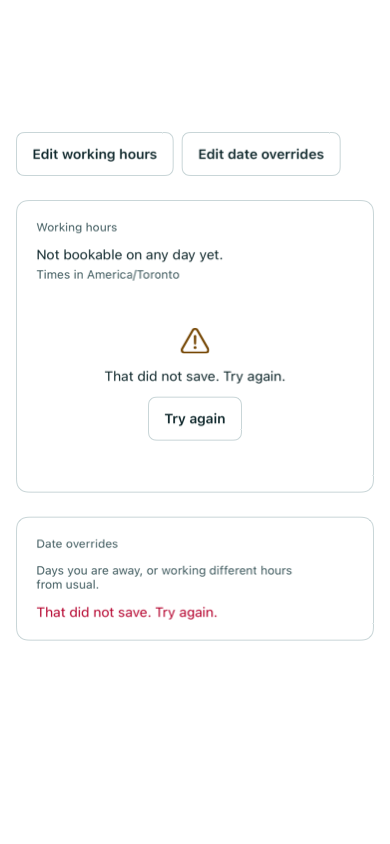 Edit working hours
Edit date overrides
Working hours
Not bookable on any day yet.
Times in America/Toronto
That did not save. Try again.
Try again
Date overrides
Days you are away, or working different hours
from usual.
That did not save. Try again.